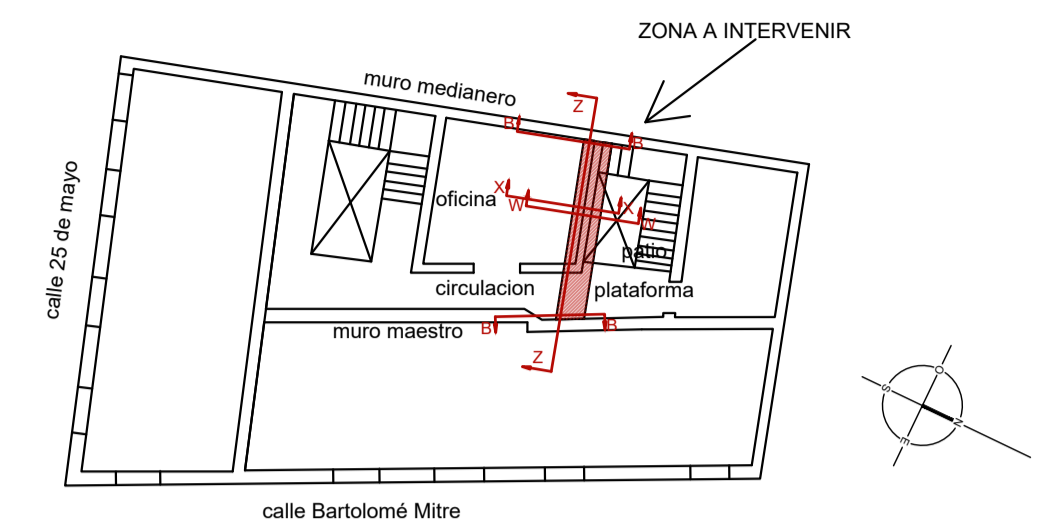 ZONA A INTERVENIR
muro medianero
Z
B
B
calle 25 de mayo
oficina
X
W
X
W
patio
circulacion
plataforma
muro maestro
B
B
Z
O
S
N
E
calle Bartolomé Mitre